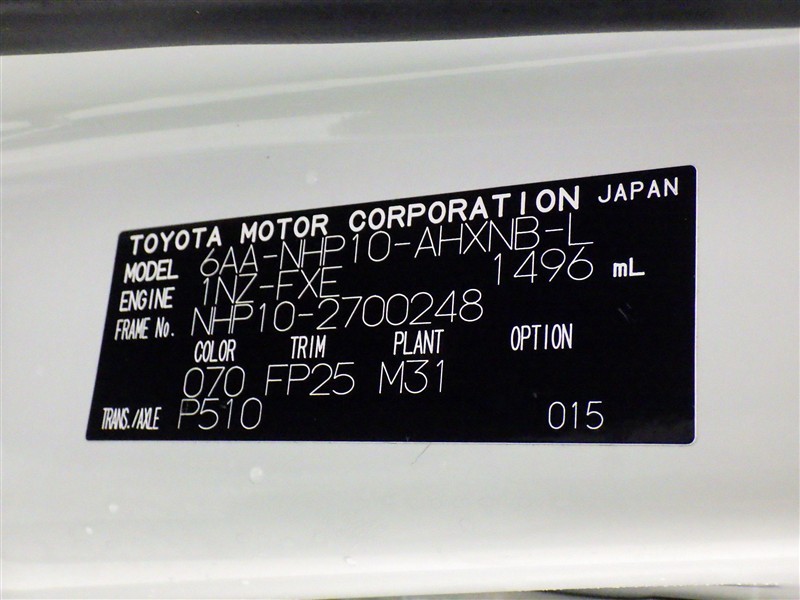 TOYOTA MOTOR CORPORATION JAPAN
MODEL 6AA-NHP10-AHXNB-L
ENGINE 1NZ-FXE 1496 mL
FRAME No. NHP10-2700248
COLOR TRIM PLANT OPTION
070 FP25 M31
TRANS./AXLE P510 015